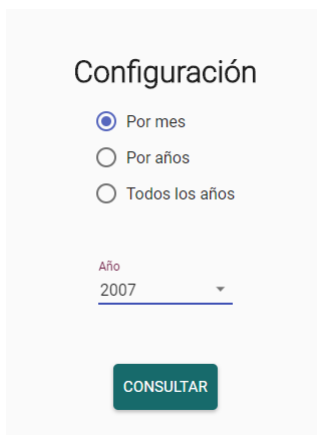 Configuración
Por mes
Por años
Todos los años
Año
2007
CONSULTAR